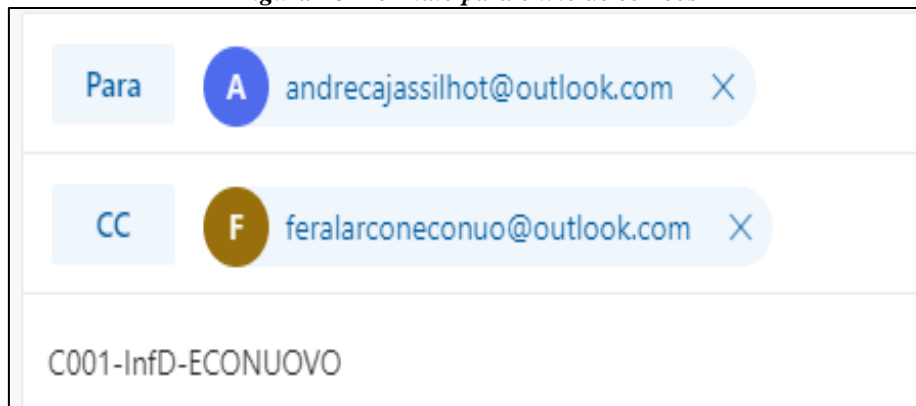 Para A andrecajassilhot@outlook.com X
CC F feralarconeconuo@outlook.com X
C001-InfD-ECONUOVO